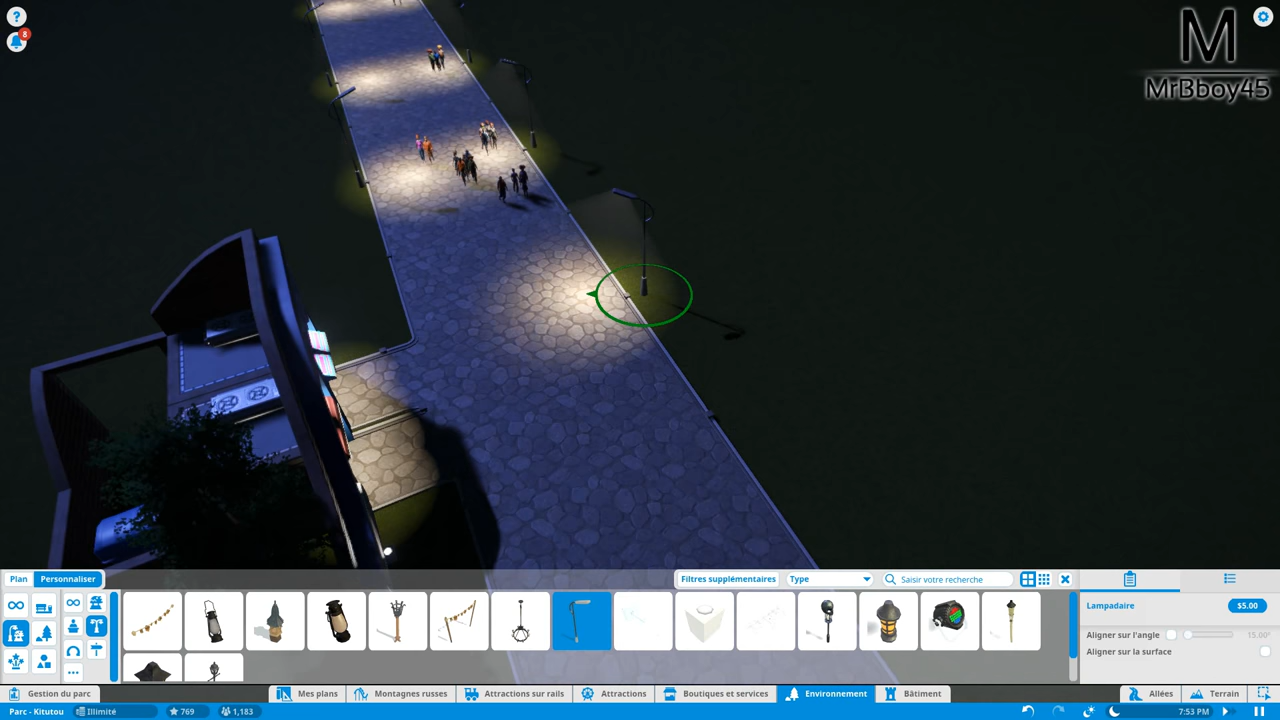 ?
8
M
MrBboy45
Plan
Personnaliser
Filtres supplémentaires
Type
Saisir votre recherche
Lampadaire
$5.00
Aligner sur l'angle
15.00°
Aligner sur la surface
Gestion du parc
Mes plans
Montagnes russes
Attractions sur rails
Attractions
Boutiques et services
Environnement
Bâtiment
Allées
Terrain
Parc - Kitutou
Illimité
769
1,183
7:53 PM